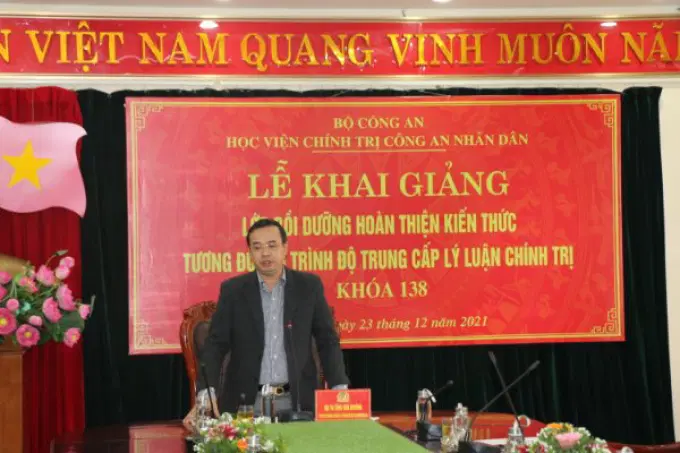 VIỆT NAM QUANG VINH MUÔN
BỘ CÔNG AN
HỌC VIỆN CHÍNH TRỊ CÔNG AN NHÂN DÂN
LỄ KHAI GIẢNG
BỒI DƯỠNG HOÀN THIỆN KIẾN THỨC
TƯƠNG TRÌNH ĐỘ TRUNG CẤP LÝ LUẬN CHÍNH TRỊ
KHÓA 138
23 tháng 12 năm 2021